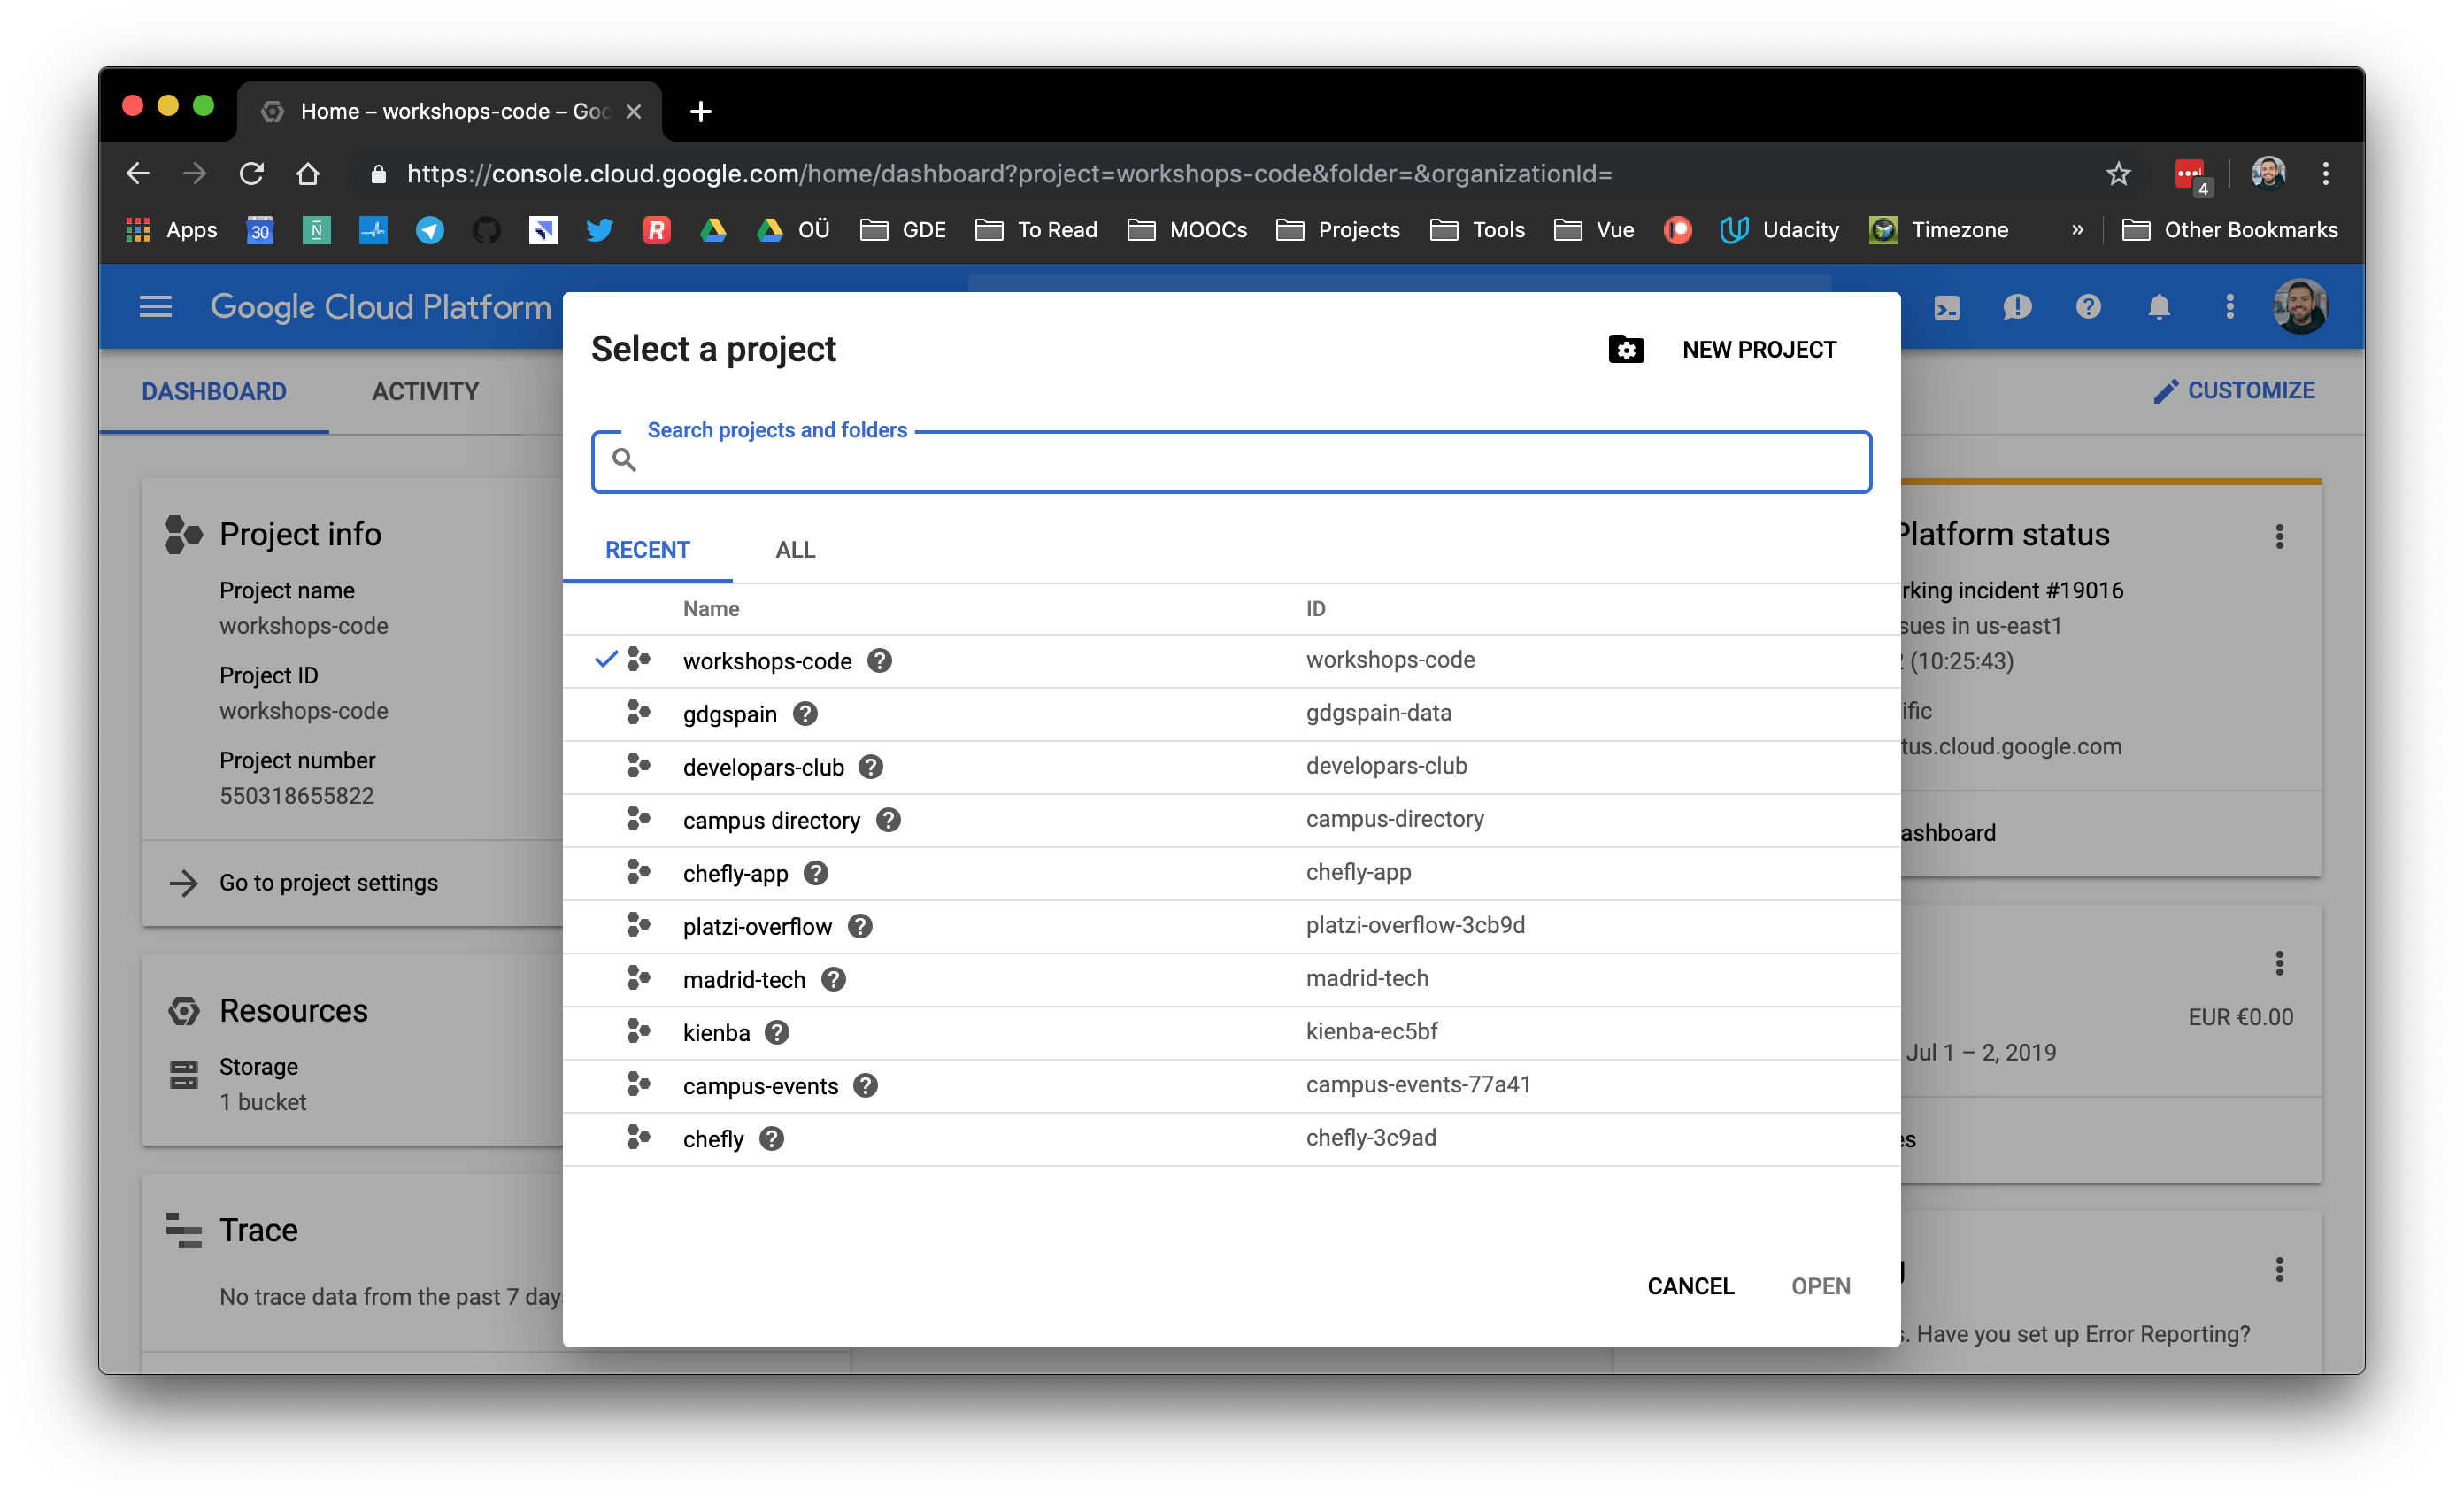 Home – workshops-code – Goo
https://console.cloud.google.com/home/dashboard?project=workshops-code&folder=&organizationId=
4
Apps
30
OÜ
GDE
To Read
MOOCs
Projects
Tools
Vue
Udacity
Timezone
»
Other Bookmarks
Google Cloud Platform
DASHBOARD
ACTIVITY
CUSTOMIZE
Project info
Project name
workshops-code
Project ID
workshops-code
Project number
550318655822
Go to project settings
Resources
Storage
1 bucket
Trace
No trace data from the past 7 day
Select a project
NEW PROJECT
Search projects and folders
RECENT
ALL
Name ID
workshops-code workshops-code
gdgspain gdgspain-data
developars-club developars-club
campus directory campus-directory
chefly-app chefly-app
platzi-overflow platzi-overflow-3cb9d
madrid-tech madrid-tech
kienba kienba-ec5bf
campus-events campus-events-77a41
chefly chefly-3c9ad
CANCEL
OPEN
Platform status
rking incident #19016
sues in us-east1
(10:25:43)
ific
tus.cloud.google.com
ashboard
EUR €0.00
Jul 1 – 2, 2019
es
. Have you set up Error Reporting?